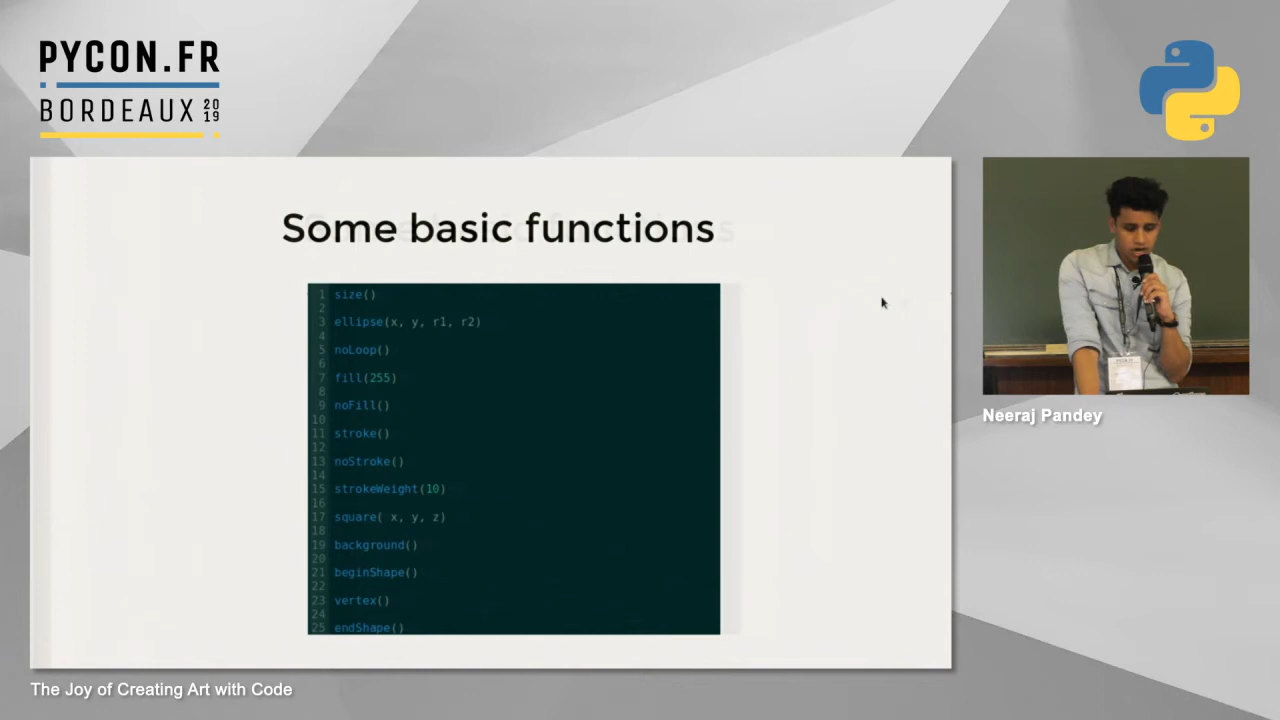 PYCON.FR
BORDEAUX 20 19
Some basic functions
1 size()
2
3 ellipse(x, y, r1, r2)
4
5 noLoop()
6
7 fill(255)
8
9 noFill()
10
11 stroke()
12
13 noStroke()
14
15 strokeWeight(10)
16
17 square( x, y, z)
18
19 background()
20
21 beginShape()
22
23 vertex()
24
25 endShape()
Neeraj Pandey
The Joy of Creating Art with Code